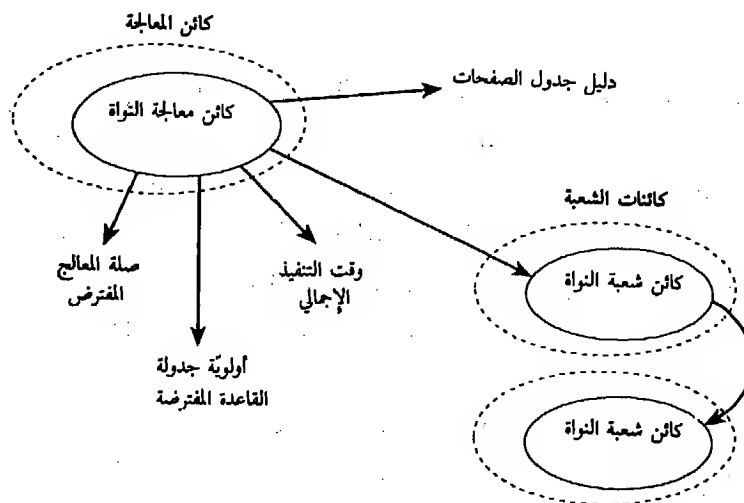 كائن المعالجة
كائن معالجة النواة
دليل جدول الصفحات
كائنات الشعبة
كائن شعبة النواة
صلة المعالج
المفترض
وقت التنفيذ
الإجمالي
أولويّة جدولة
القاعدة المفترضة
كائن شعبة النواة